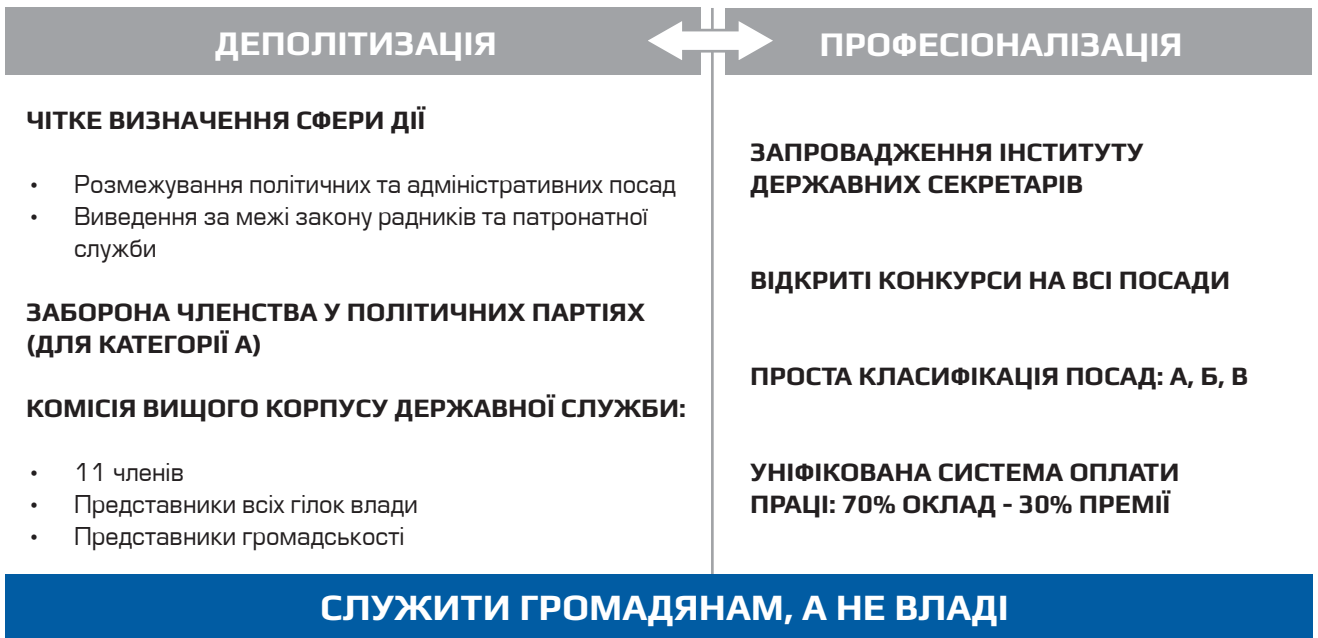 ДЕПОЛІТИЗАЦІЯ
ЧІТКЕ ВИЗНАЧЕННЯ СФЕРИ ДІЇ
• Розмежування політичних та адміністративних посад
• Виведення за межі закону радників та патронатної
служби
ЗАБОРОНА ЧЛЕНСТВА У ПОЛІТИЧНИХ ПАРТІЯХ
(ДЛЯ КАТЕГОРІЇ А)
КОМІСІЯ ВИЩОГО КОРПУСУ ДЕРЖАВНОЇ СЛУЖБИ:
• 11 членів
• Представники всіх гілок влади
• Представники громадськості
ПРОФЕСІОНАЛІЗАЦІЯ
ЗАПРОВАДЖЕННЯ ІНСТИТУТУ
ДЕРЖАВНИХ СЕКРЕТАРІВ
ВІДКРИТІ КОНКУРСИ НА ВСІ ПОСАДИ
ПРОСТА КЛАСИФІКАЦІЯ ПОСАД: А, Б, В
УНІФІКОВАНА СИСТЕМА ОПЛАТИ
ПРАЦІ: 70% ОКЛАД - 30% ПРЕМІЇ
СЛУЖИТИ ГРОМАДЯНАМ, А НЕ ВЛАДІ